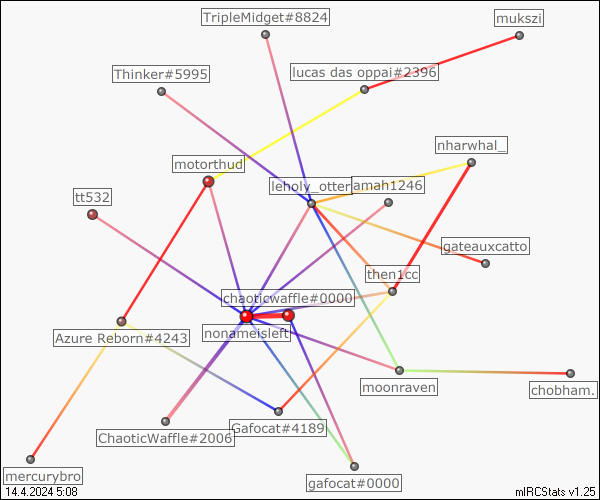 TripleMidget#8824
mukszi
Thinker#5995
lucas das oppai#2396
nharwhal_
motorthud
leholy_otter
amah1246
tt532
gateauxcatto
then1cc
chaoticwaffle#0000
nonameisleft
Azure Reborn#4243
moonraven
chobham.
Gafocat#4189
ChaoticWaffle#2006
mercurybro
gafocat#0000
14.4.2024 5:08
mIRCStats v1.25